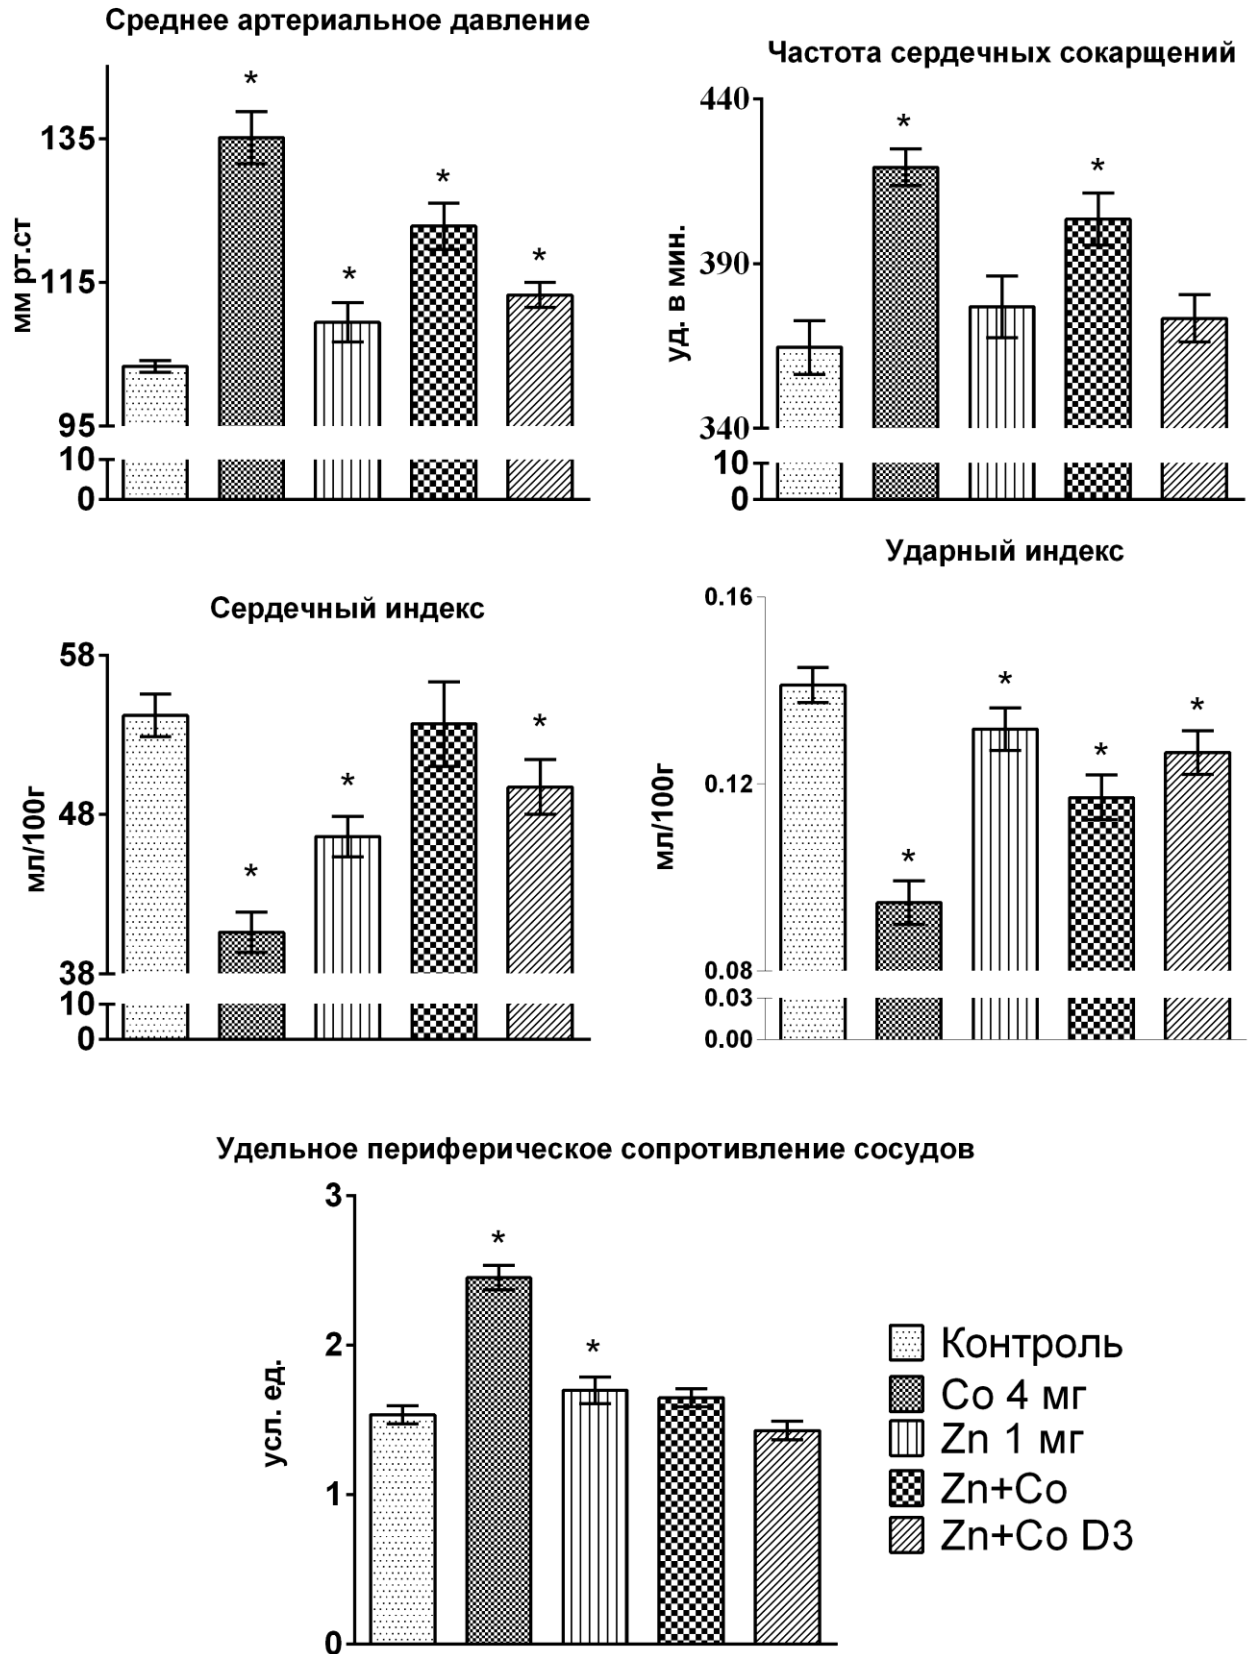 Среднее артериальное давление
мм рт.ст
135
115
95
10
0
*
*
*
*
Частота сердечных сокарщений
уд. в мин.
440
390
340
10
0
*
*
Сердечный индекс
мл/100г
58
48
38
10
0
*
*
*
Ударный индекс
мл/100г
0.16
0.12
0.08
0.03
0.00
*
*
*
*
Удельное периферическое сопротивление сосудов
усл. ед.
3
2
1
0
*
*
Контроль
Co 4 мг
Zn 1 мг
Zn+Co
Zn+Co D3